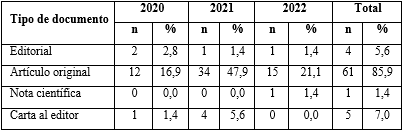 Tipo de documento 2020 2021 2022 Total
n % n % n % n %
Editorial 2 2,8 1 1,4 1 1,4 4 5,6
Artículo original 12 16,9 34 47,9 15 21,1 61 85,9
Nota científica 0 0,0 0 0,0 1 1,4 1 1,4
Carta al editor 1 1,4 4 5,6 0 0,0 5 7,0